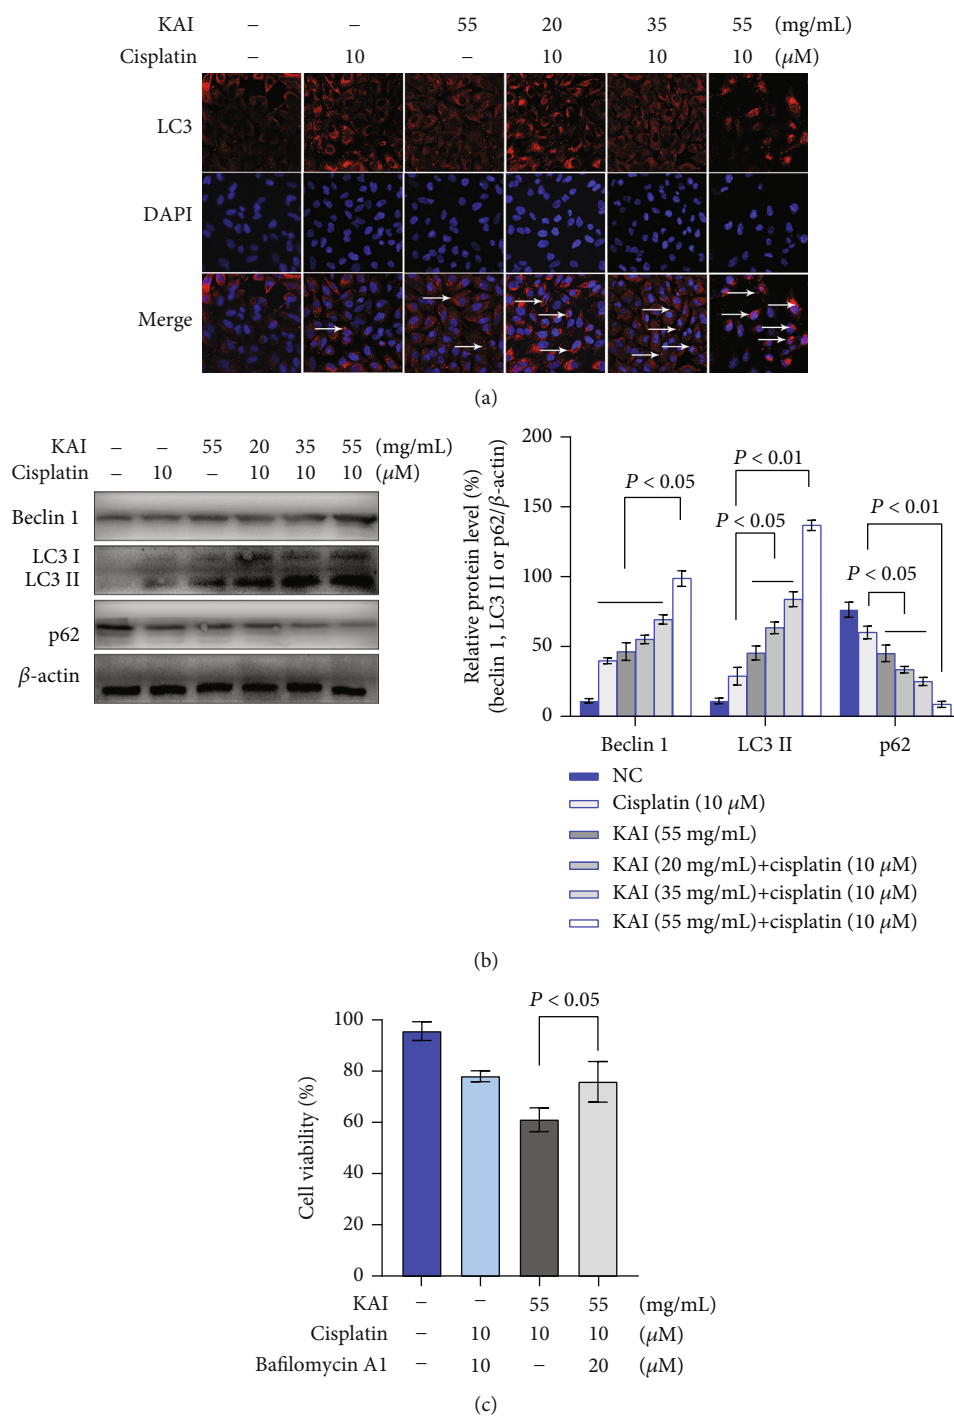 KAI – – 55 20 35 55 (mg/mL)
Cisplatin – 10 – 10 10 10 (μM)
LC3
DAPI
Merge
(a)
KAI – – 55 20 35 55 (mg/mL)
Cisplatin – 10 – 10 10 10 (μM)
Beclin 1
LC3 I
LC3 II
p62
β-actin
Relative protein level (%)
(beclin 1, LC3 II or p62/β-actin)
200
150
100
50
0
P < 0.05
P < 0.01
P < 0.05
P < 0.01
P < 0.05
Beclin 1 LC3 II p62
NC
Cisplatin (10 μM)
KAI (55 mg/mL)
KAI (20 mg/mL)+cisplatin (10 μM)
KAI (35 mg/mL)+cisplatin (10 μM)
KAI (55 mg/mL)+cisplatin (10 μM)
(b)
Cell viability (%)
100
80
60
40
20
0
P < 0.05
KAI – – 55 55 (mg/mL)
Cisplatin – 10 10 10 (μM)
Bafilomycin A1 – 10 – 20 (μM)
(c)